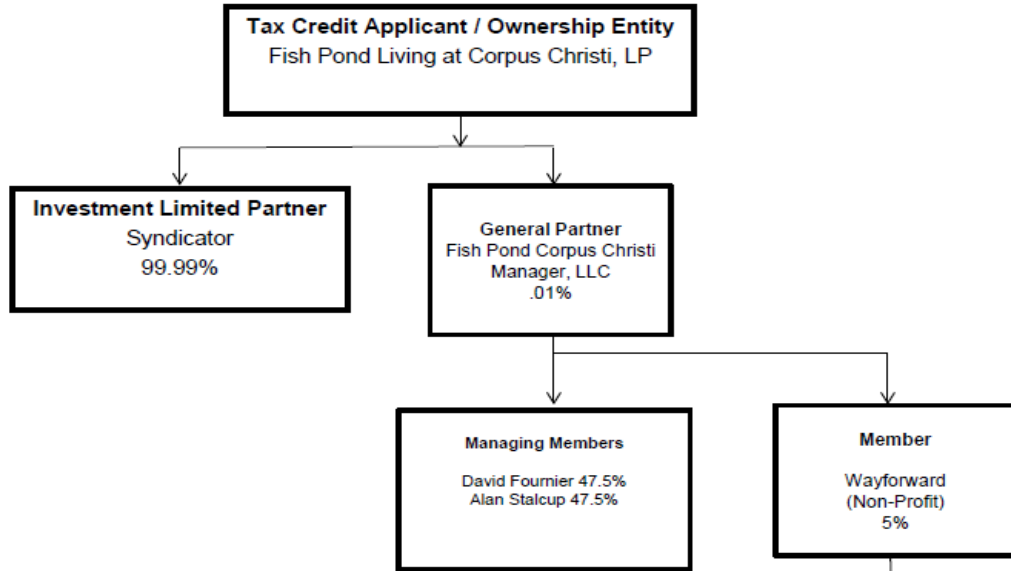 Tax Credit Applicant / Ownership Entity
Fish Pond Living at Corpus Christi, LP
Investment Limited Partner
Syndicator
99.99%
General Partner
Fish Pond Corpus Christi
Manager, LLC
.01%
Managing Members
David Fournier 47.5%
Alan Stalcup 47.5%
Member
Wayforward
(Non-Profit)
5%